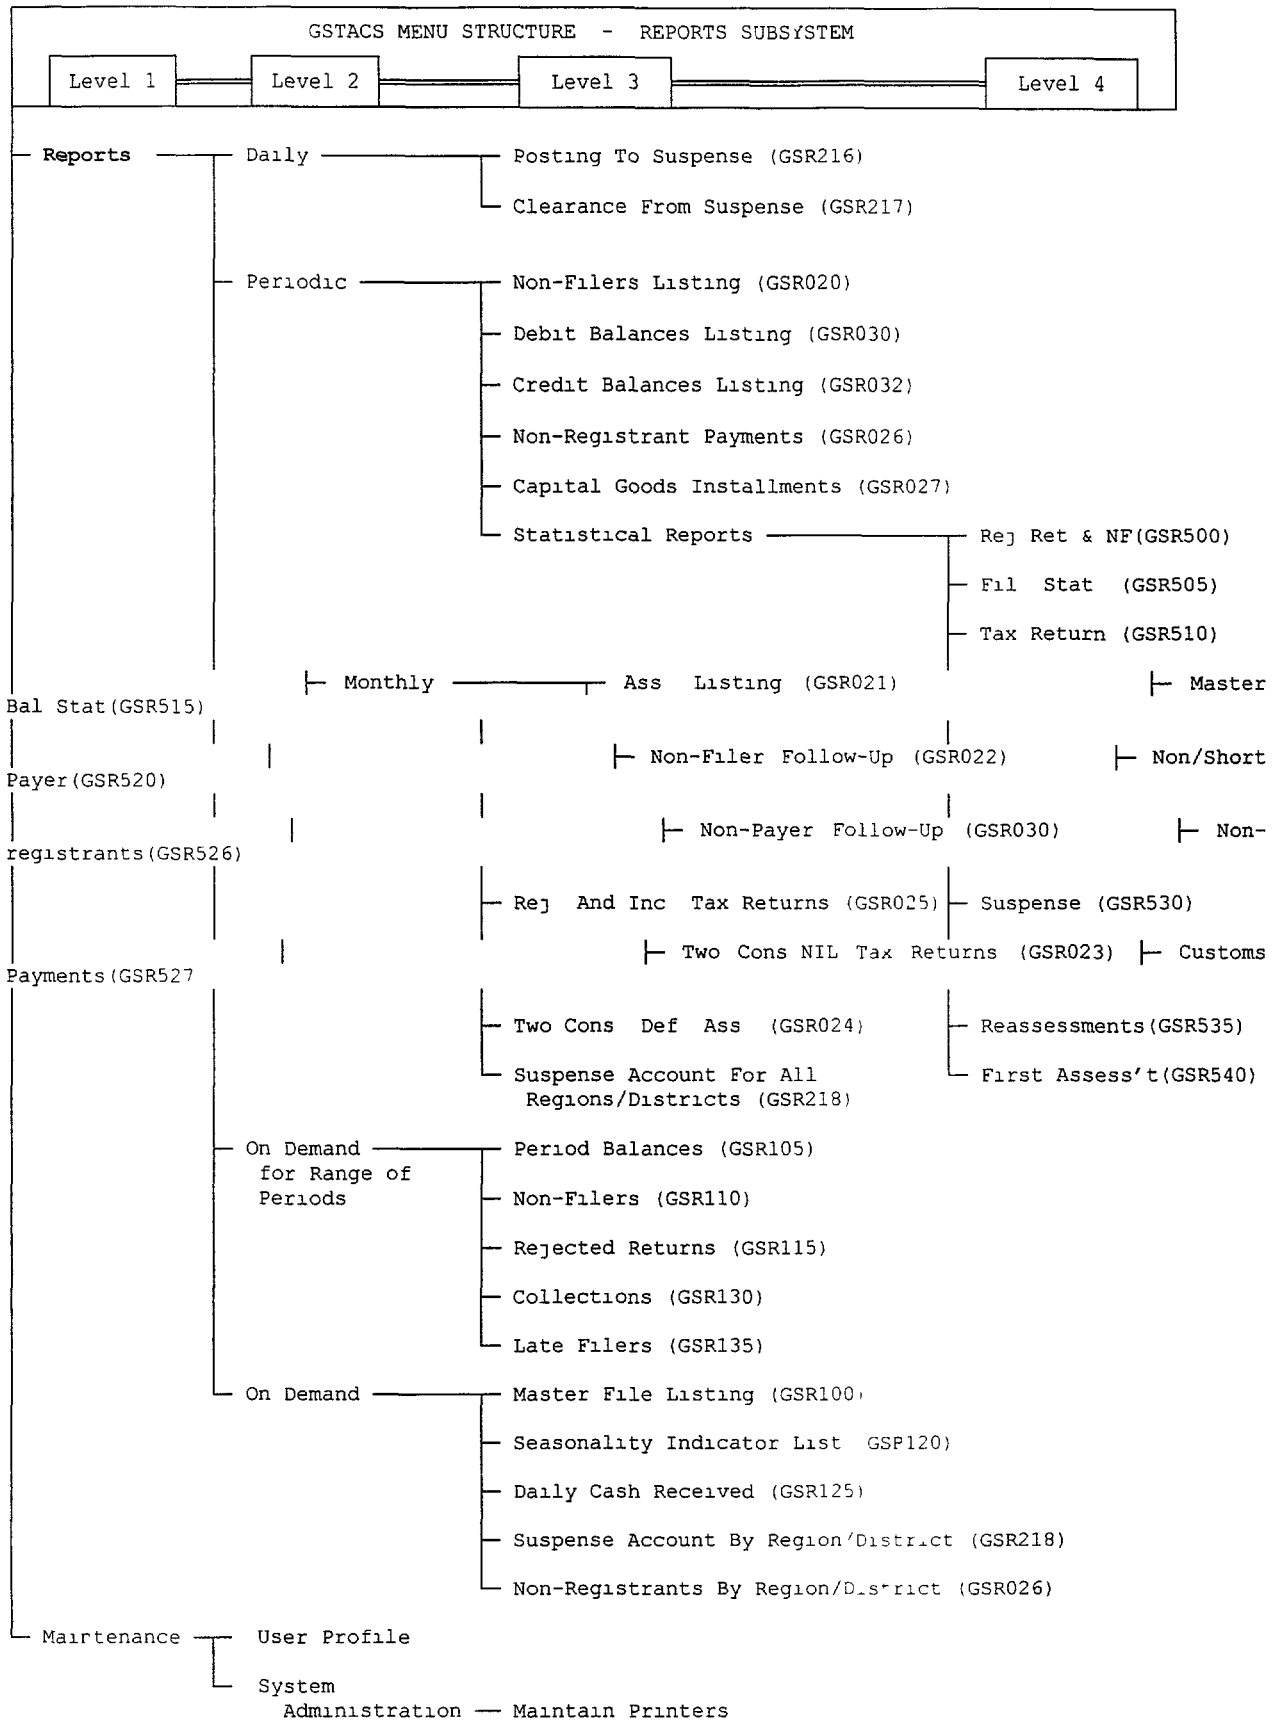 GSTACS MENU STRUCTURE - REPORTS SUBSYSTEM
Level 1 Level 2 Level 3 Level 4
Reports Daily Posting To Suspense (GSR216)
Clearance From Suspense (GSR217)
Periodic Non-Filers Listing (GSR020)
Debit Balances Listing (GSR030)
Credit Balances Listing (GSR032)
Non-Registrant Payments (GSR026)
Capital Goods Installments (GSR027)
Statistical Reports Rej Ret & NF(GSR500)
Fil Stat (GSR505)
Tax Return (GSR510)
Monthly Ass Listing (GSR021) Master
Bal Stat(GSR515)
Non-Filer Follow-Up (GSR022) Non/Short
Payer(GSR520)
Non-Payer Follow-Up (GSR030) Non-
registrants(GSR526)
Rej And Inc Tax Returns (GSR025) Suspense (GSR530)
Two Cons NIL Tax Returns (GSR023) Customs
Payments(GSR527
Two Cons Def Ass (GSR024) Reassessments(GSR535)
Suspense Account For All First Assess't(GSR540)
Regions/Districts (GSR218)
On Demand Period Balances (GSR105)
for Range of
Periods Non-Filers (GSR110)
Rejected Returns (GSR115)
Collections (GSR130)
Late Filers (GSR135)
On Demand Master File Listing (GSR100)
Seasonality Indicator List GSP120)
Daily Cash Received (GSR125)
Suspense Account By Region/District (GSR218)
Non-Registrants By Region/District (GSR026)
Maintenance User Profile
System
Administration Maintain Printers